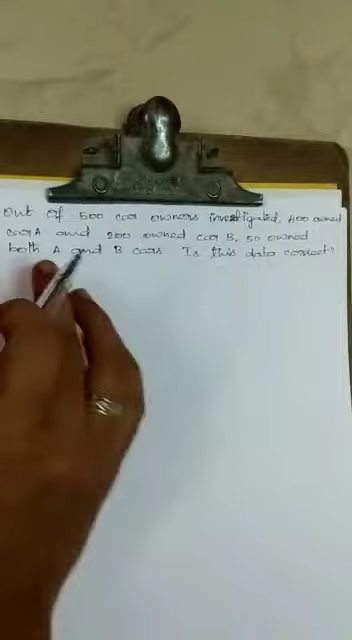 Out of 500 car owners investigated, 400 owned
car A and 200 owned car B, 50 owned
both A and B cars. Is this data correct?